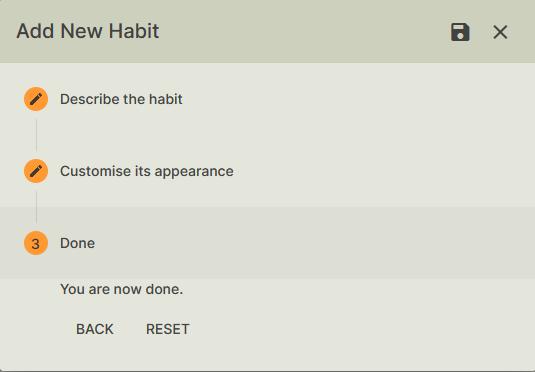 Add New Habit
Describe the habit
Customise its appearance
3 Done
You are now done.
BACK RESET